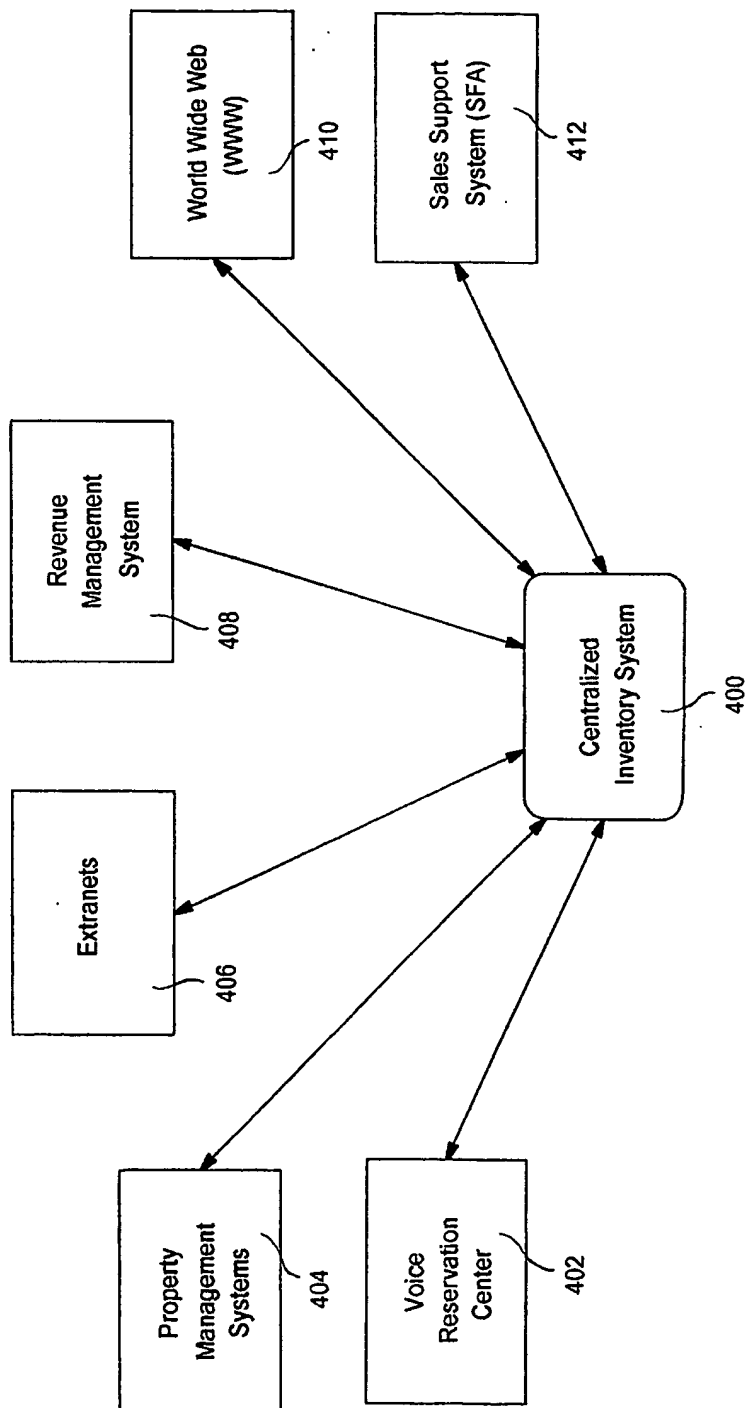 Property
Management
Systems
404
Voice
Reservation
Center
402
Extranets
406
Revenue
Management
System
408
World Wide Web
(WWW)
410
Sales Support
System (SFA)
412
Centralized
Inventory System
400